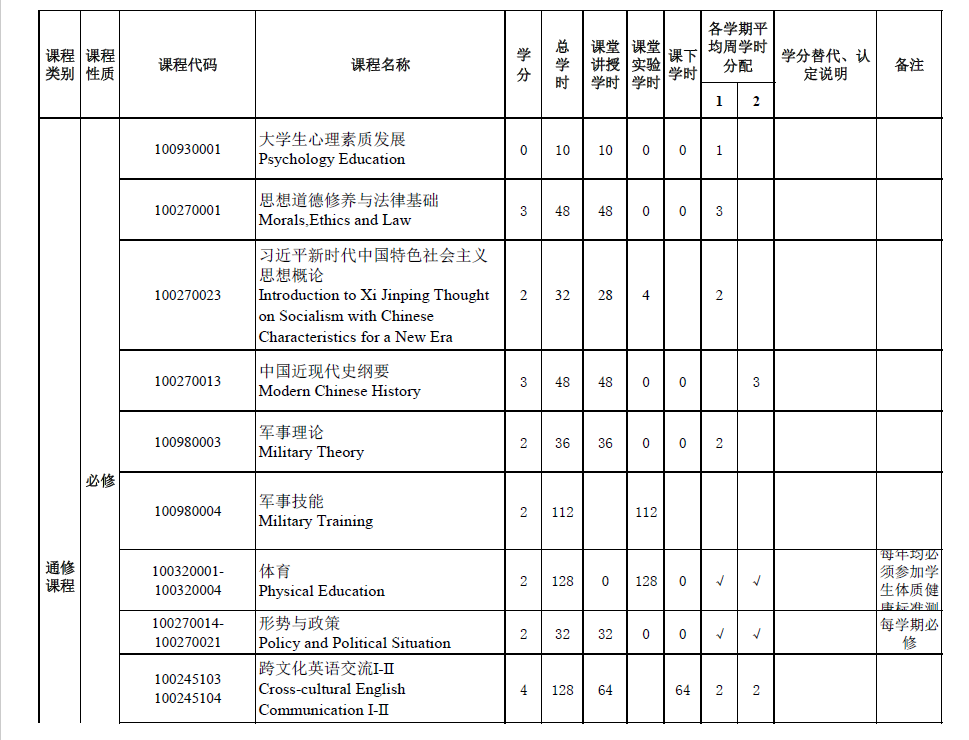 课程类别 课程性质 课程代码 课程名称 学分 总学时 课堂讲授学时 课堂实验学时 课下学时 各学期平均周学时分配 学分替代、认定说明 备注
1 2
通修课程
必修
100930001 大学生心理素质发展 0 10 10 0 0 1
Psychology Education
100270001 思想道德修养与法律基础 3 48 48 0 0 3
Morals,Ethics and Law
习近平新时代中国特色社会主义
思想概论
100270023 Introduction to Xi Jinping Thought 2 32 28 4 2
on Socialism with Chinese
Characteristics for a New Era
100270013 中国近现代史纲要 3 48 48 0 0 3
Modern Chinese History
100980003 军事理论 2 36 36 0 0 2
Military Theory
100980004 军事技能 2 112 112
Military Training
100320001- 体育 2 128 0 128 0 √ √ 每年均必
100320004 Physical Education 须参加学
生体质健
康标准测
100270014- 形势与政策 2 32 32 0 0 √ √ 每学期必
100270021 Policy and Political Situation 修
跨文化英语交流I-II
100245103 Cross-cultural English 4 128 64 64 2 2
100245104 Communication I-II